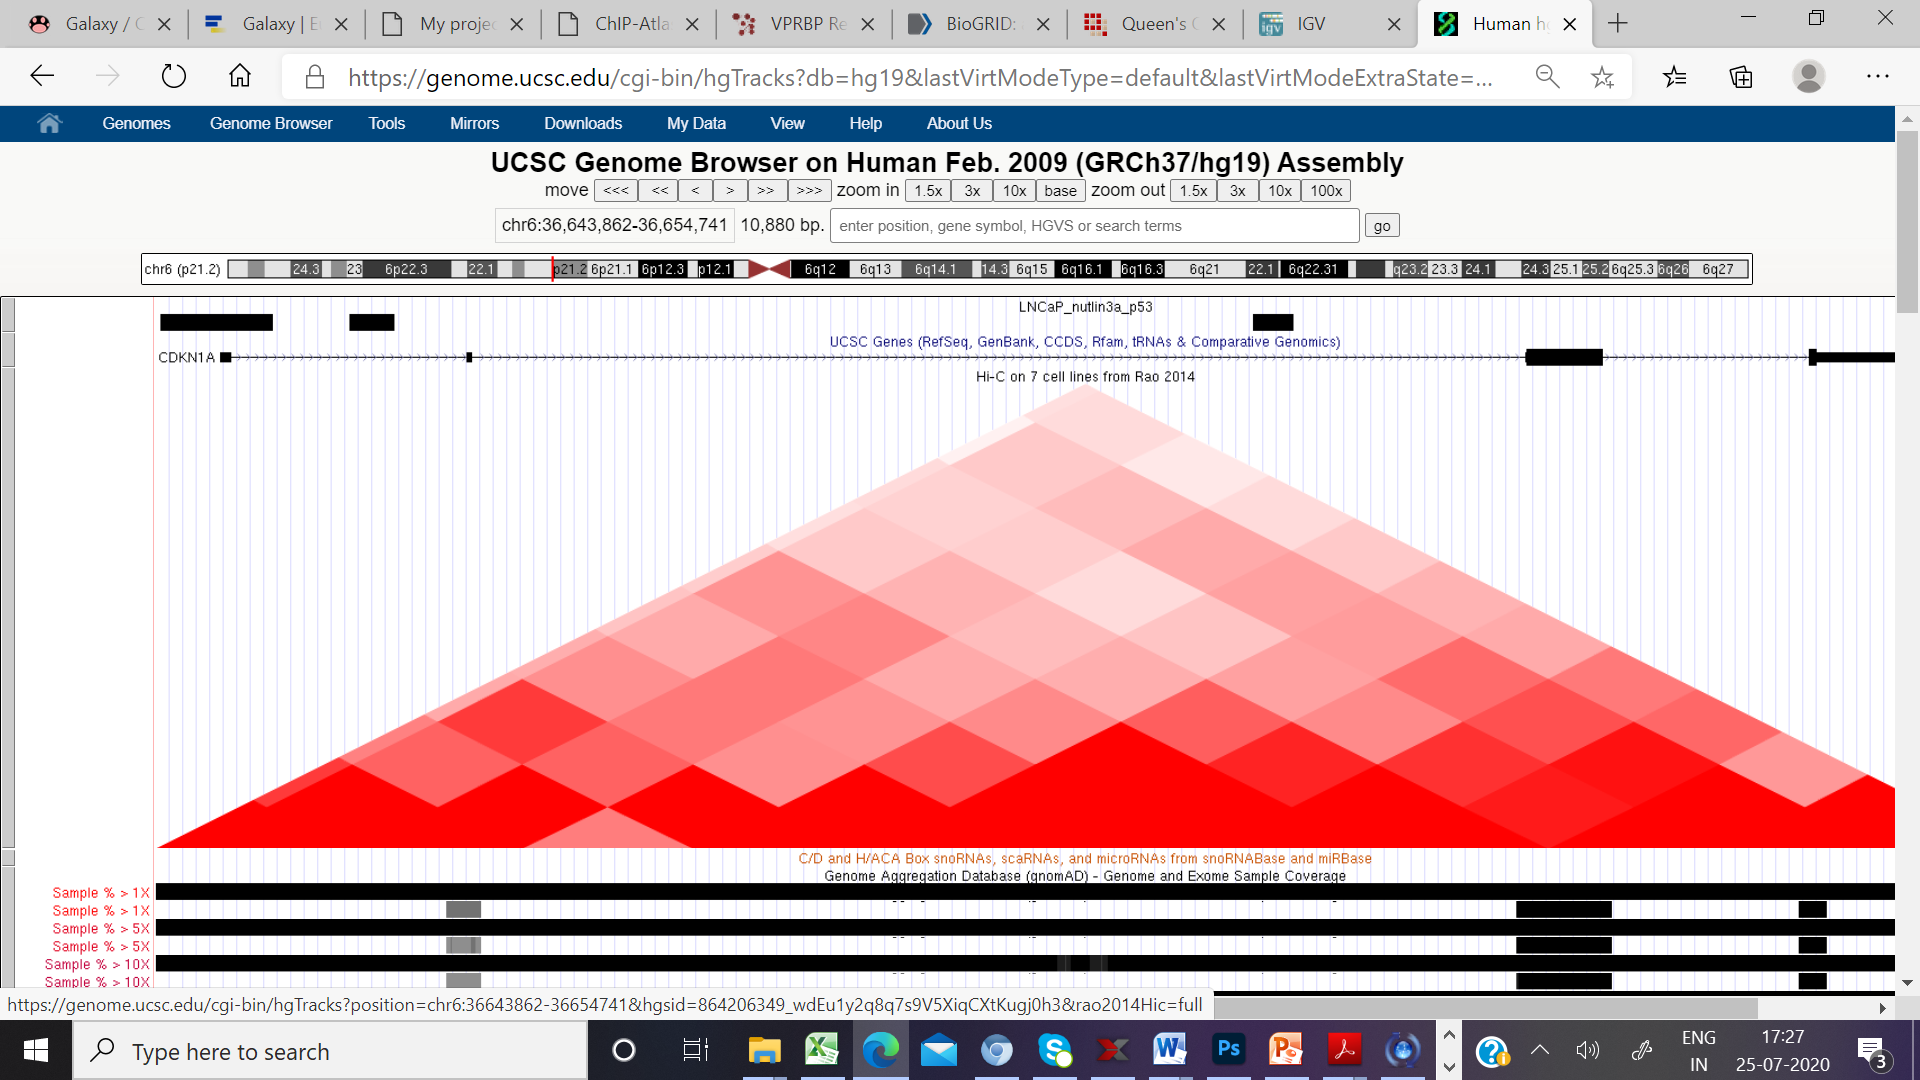 Galaxy / C
Galaxy | E
My projec
ChIP-Atla
VPRBP Re
BioGRID:
Queen's
IGV
Human h
https://genome.ucsc.edu/cgi-bin/hgTracks?db=hg19&lastVirtModeType=default&lastVirtModeExtraState=...
Genomes Genome Browser Tools Mirrors Downloads My Data View Help About Us
UCSC Genome Browser on Human Feb. 2009 (GRCh37/hg19) Assembly
move <<< << < > >> >>> zoom in 1.5x 3x 10x base zoom out 1.5x 3x 10x 100x
chr6:36,643,862-36,654,741 10,880 bp. enter position, gene symbol, HGVS or search terms go
chr6 (p21.2) 24.3 23 6p22.3 22.1 p21.2 6p21.1 6p12.3 p12.1 6q12 6q13 6q14.1 14.3 6q15 6q16.1 6q16.3 6q21 22.1 6q22.31 q23.2 23.3 24.1 24.3 25.1 25.2 6q25.3 6q26 6q27
LNCaP_nutlin3a_p53
UCSC Genes (RefSeq, GenBank, CCDS, Rfam, tRNAs & Comparative Genomics)
CDKN1A
Hi-C on 7 cell lines from Rao 2014
C/D and H/ACA Box snoRNAs, scaRNAs, and microRNAs from snoRNABase and miRBase
Genome Aggregation Database (gnomAD) - Genome and Exome Sample Coverage
Sample % > 1X
Sample % > 1X
Sample % > 5X
Sample % > 5X
Sample % > 10X
Sample % > 10X
https://genome.ucsc.edu/cgi-bin/hgTracks?position=chr6:36643862-36654741&hgsid=864206349_wdEu1y2q8q7s9V5XiqCXtKugj0h3&rao2014Hic=full
Type here to search
ENG
IN
17:27
25-07-2020
3